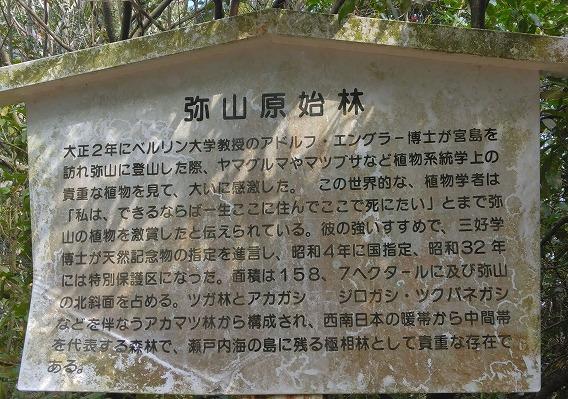 弥山原始林
大正2年にベルリン大学教授のアドルフ・エングラー博士が宮島を
訪れ弥山に登山した際、ヤマグルマやマツブサなど植物系統学上の
貴重な植物を見て、大いに感激した。 この世界的な、植物学者は
「私は、できるならば一生ここに住んでここで死にたい」とまで弥
山の植物を激賞したと伝えられている。彼の強いすすめで、三好学
博士が天然記念物の指定を進言し、昭和4年に国指定、昭和32年
には特別保護区になった。面積は158、7ヘクタールに及び弥山
の北斜面を占める。ツガ林とアカガシ シロガシ・ツクバネガシ
などを伴なうアカマツ林から構成され、西南日本の暖帯から中間帯
を代表する森林で、瀬戸内海の島に残る極相林として貴重な存在で
ある。